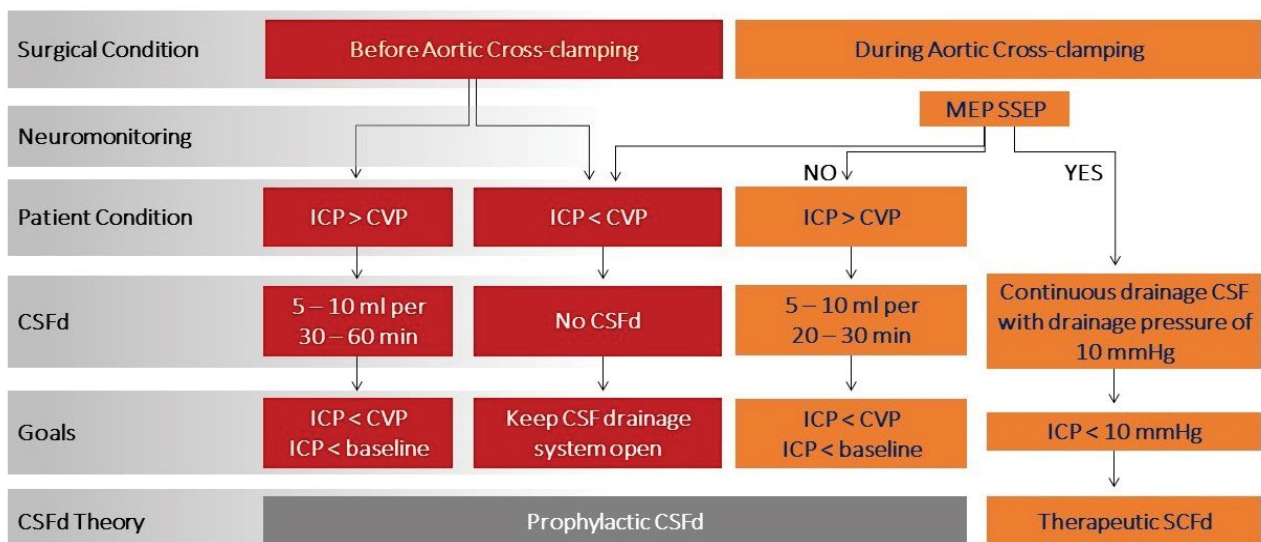 Surgical Condition
Before Aortic Cross-clamping
During Aortic Cross-clamping
MEP SSEP
Neuromonitoring
NO
YES
Patient Condition
ICP > CVP
ICP < CVP
ICP > CVP
CSFd
5 – 10 ml per
30 – 60 min
No CSFd
5 – 10 ml per
20 – 30 min
Continuous drainage CSF
with drainage pressure of
10 mmHg
Goals
ICP < CVP
ICP < baseline
Keep CSF drainage
system open
ICP < CVP
ICP < baseline
ICP < 10 mmHg
CSFd Theory
Prophylactic CSFd
Therapeutic SCFd